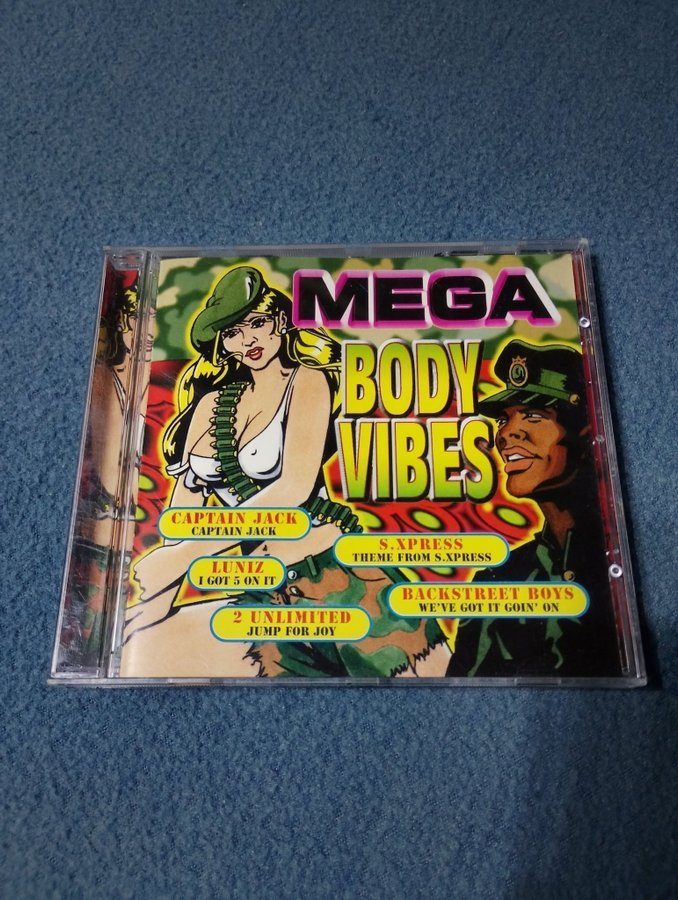 MEGA
BODY
VIBES
CAPTAIN JACK
CAPTAIN JACK
S.XPRESS
THEME FROM S.XPRESS
LUNIZ
I GOT 5 ON IT
BACKSTREET BOYS
WE'VE GOT IT GOIN' ON
2 UNLIMITED
JUMP FOR JOY